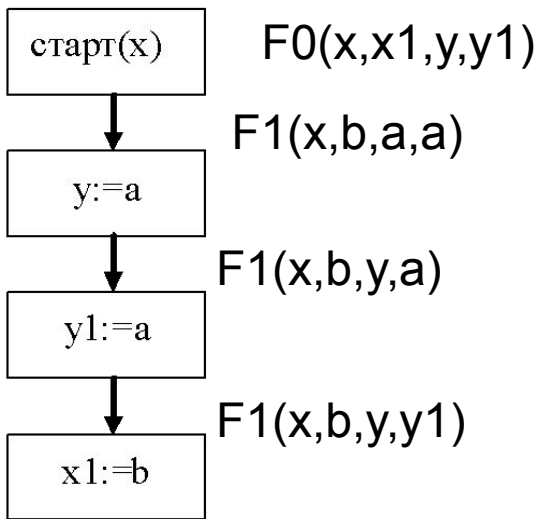 старт(x)
F0(x,x1,y,y1)
F1(x,b,a,a)
y:=a
F1(x,b,y,a)
y1:=a
F1(x,b,y,y1)
x1:=b